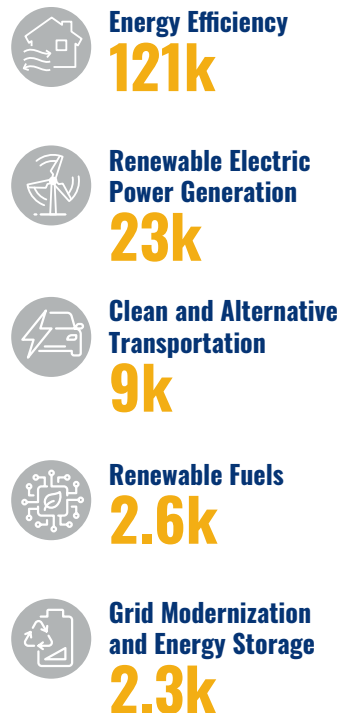 Energy Efficiency
121k
Renewable Electric
Power Generation
23k
Clean and Alternative
Transportation
9k
Renewable Fuels
2.6k
Grid Modernization
and Energy Storage
2.3k